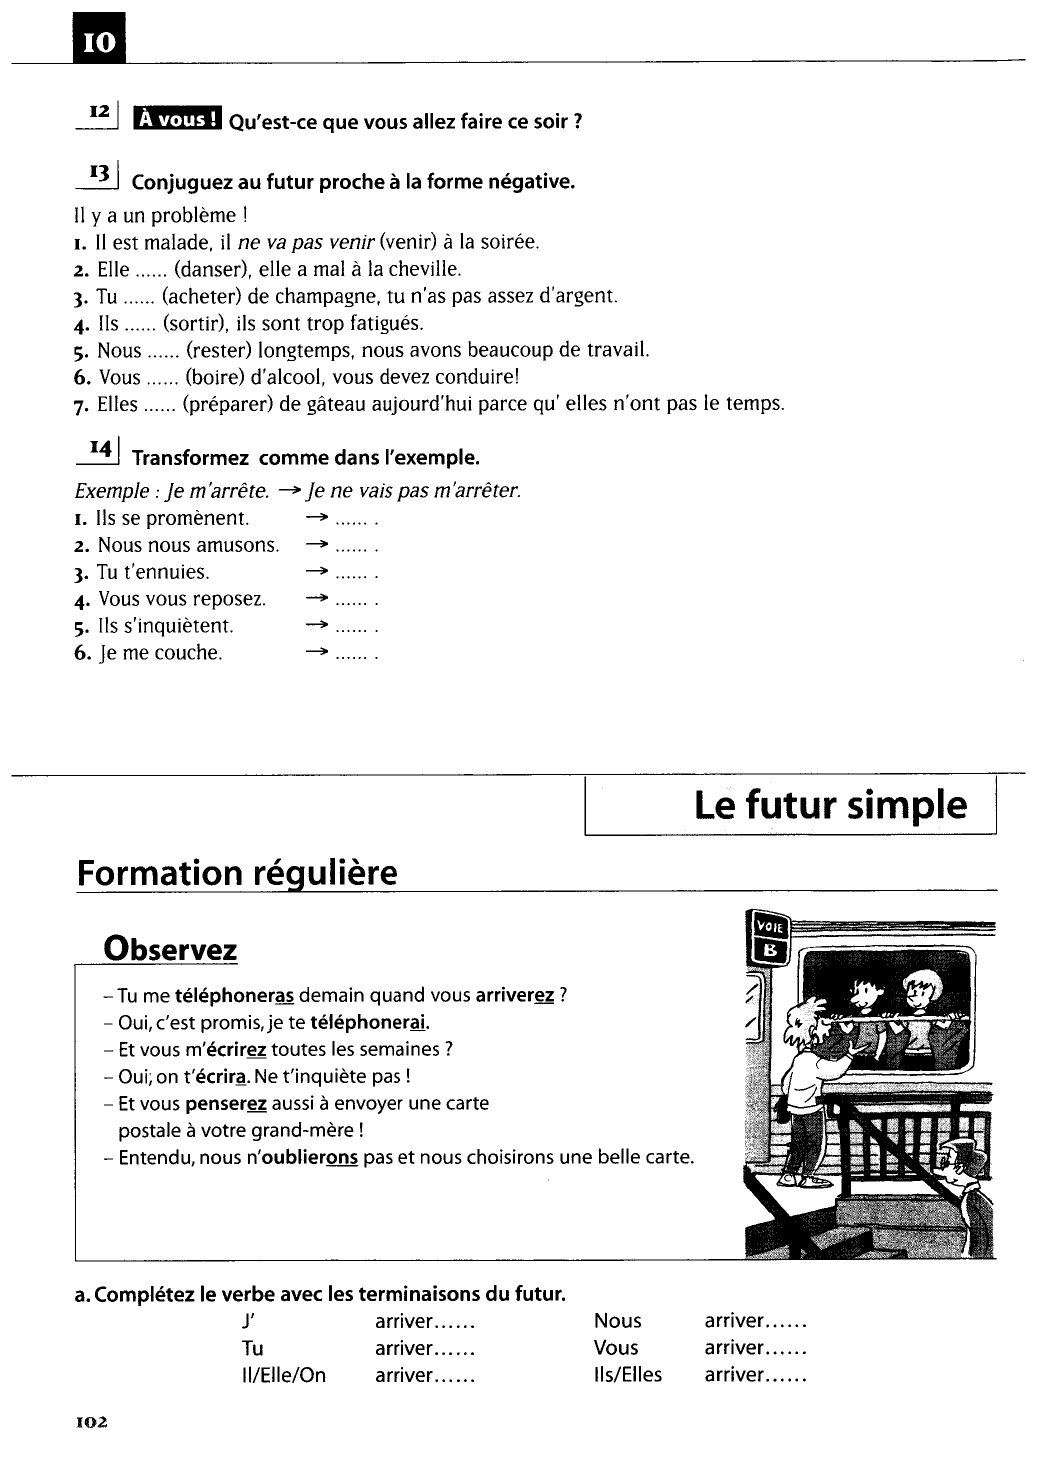 10
12 À vous ! Qu'est-ce que vous allez faire ce soir ?
13 Conjuguez au futur proche à la forme négative.
Il y a un problème !
1. Il est malade, il ne va pas venir (venir) à la soirée.
2. Elle ...... (danser), elle a mal à la cheville.
3. Tu ...... (acheter) de champagne, tu n'as pas assez d'argent.
4. Ils ...... (sortir), ils sont trop fatigués.
5. Nous ...... (rester) longtemps, nous avons beaucoup de travail.
6. Vous ...... (boire) d'alcool, vous devez conduire!
7. Elles ...... (préparer) de gâteau aujourd'hui parce qu' elles n'ont pas le temps.
14 Transformez comme dans l'exemple.
Exemple : Je m'arrête. → Je ne vais pas m'arrêter.
1. Ils se promènent. → ...... .
2. Nous nous amusons. → ...... .
3. Tu t'ennuies. → ...... .
4. Vous vous reposez. → ...... .
5. Ils s'inquiètent. → ...... .
6. Je me couche. → ...... .
Le futur simple
Formation régulière
Observez
– Tu me téléphoneras demain quand vous arriverez ?
– Oui, c'est promis, je te téléphonerai.
– Et vous m'écrirez toutes les semaines ?
– Oui, on t'écrira. Ne t'inquiète pas !
– Et vous penserez aussi à envoyer une carte
postale à votre grand-mère !
– Entendu, nous n'oublierons pas et nous choisirons une belle carte.
VOIE
B
a. Complétez le verbe avec les terminaisons du futur.
J' arriver...... Nous arriver......
Tu arriver...... Vous arriver......
Il/Elle/On arriver...... Ils/Elles arriver......
102